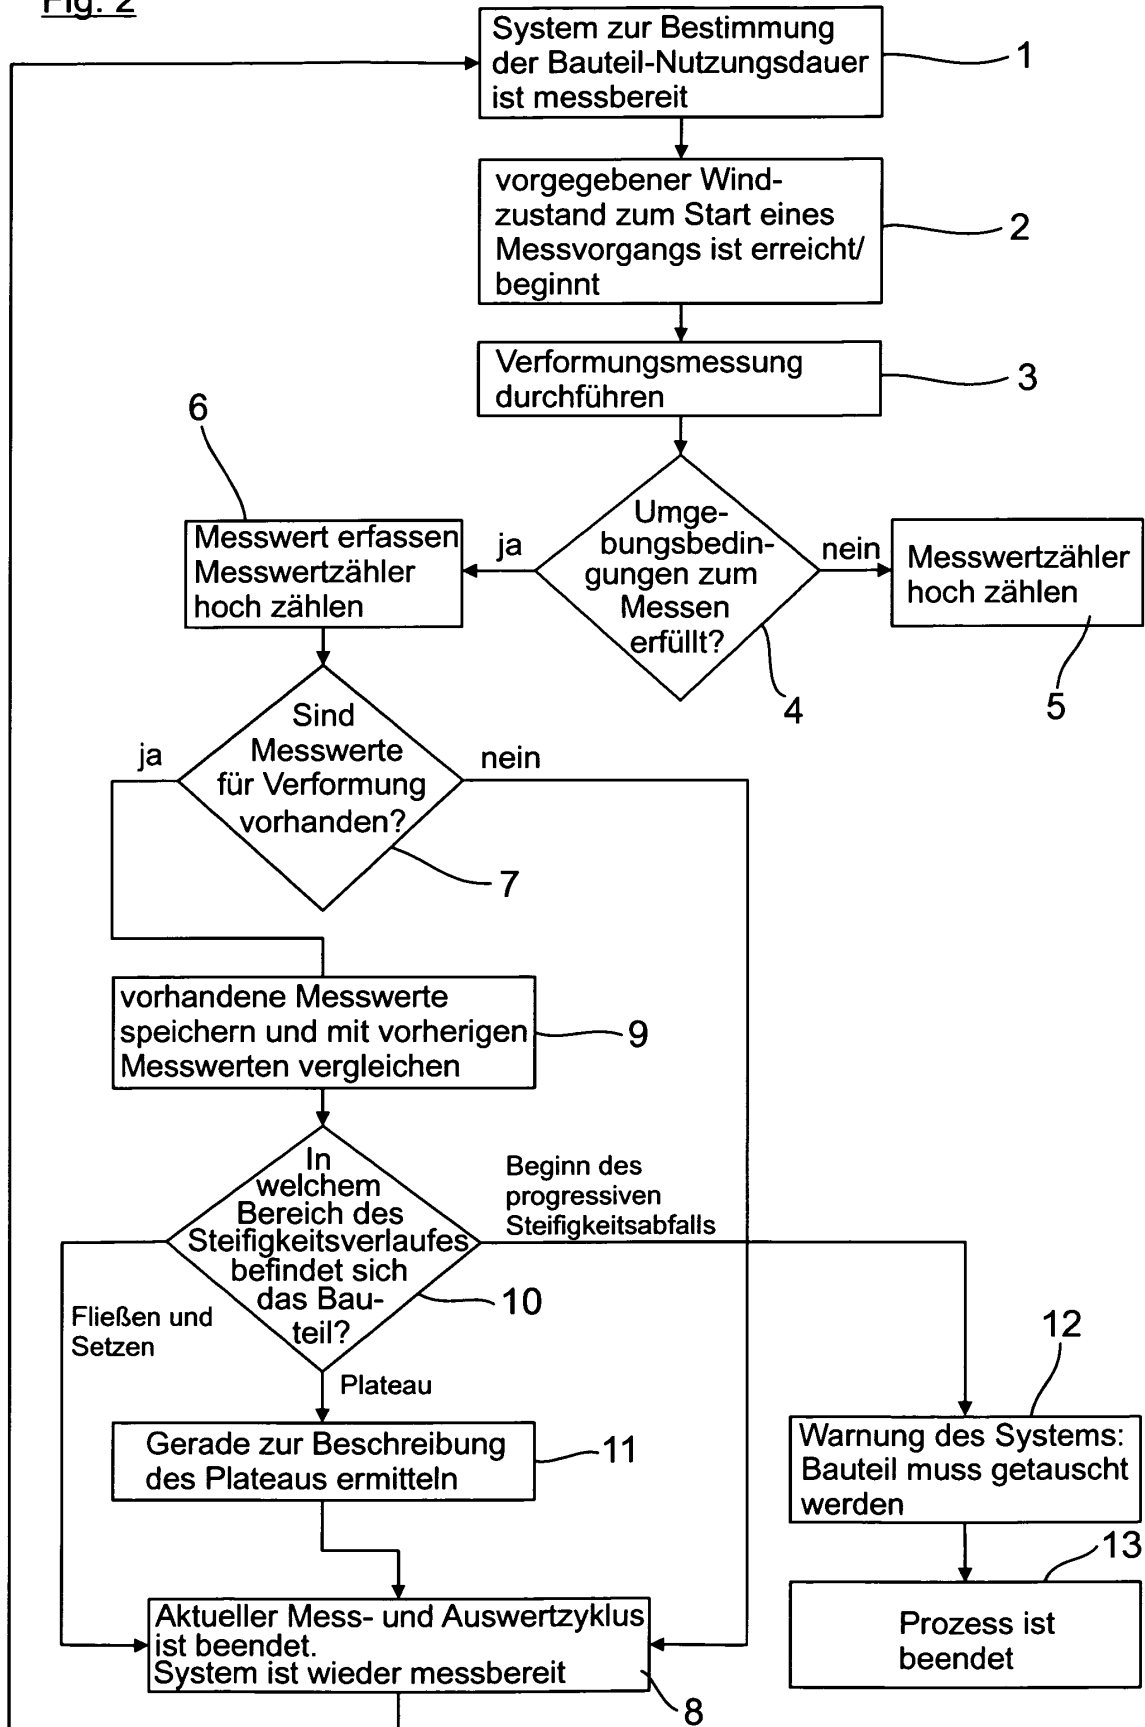 Fig. 2
System zur Bestimmung
der Bauteil-Nutzungsdauer
ist messbereit
1
vorgegebener Wind-
zustand zum Start eines
Messvorgangs ist erreicht/
beginnt
2
Verformungsmessung
durchführen
3
Umge-
bungsbedin-
gungen zum
Messen
erfüllt?
4
ja
nein
Messwertzähler
hoch zählen
5
6
Messwert erfassen
Messwertzähler
hoch zählen
Sind
Messwerte
für Verformung
vorhanden?
7
ja
nein
vorhandene Messwerte
speichern und mit vorherigen
Messwerten vergleichen
9
In
welchem
Bereich des
Steifigkeitsverlaufes
befindet sich
das Bau-
teil?
10
Beginn des
progressiven
Steifigkeitsabfalls
Fließen und
Setzen
Plateau
Gerade zur Beschreibung
des Plateaus ermitteln
11
12
Warnung des Systems:
Bauteil muss getauscht
werden
13
Prozess ist
beendet
Aktueller Mess- und Auswertzyklus
ist beendet.
System ist wieder messbereit
8